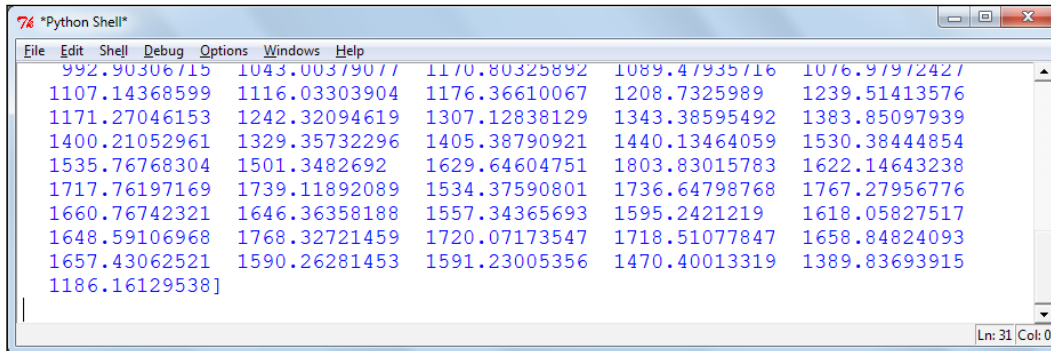 *Python Shell*
File Edit Shell Debug Options Windows Help
992.90306715 1043.00379077 1170.80325892 1089.47935716 1076.97972427
1107.14368599 1116.03303904 1176.36610067 1208.7325989 1239.51413576
1171.27046153 1242.32094619 1307.12838129 1343.38595492 1383.85097939
1400.21052961 1329.35732296 1405.38790921 1440.13464059 1530.38444854
1535.76768304 1501.3482692 1629.64604751 1803.83015783 1622.14643238
1717.76197169 1739.11892089 1534.37590801 1736.64798768 1767.27956776
1660.76742321 1646.36358188 1557.34365693 1595.2421219 1618.05827517
1648.59106968 1768.32721459 1720.07173547 1718.51077847 1658.84824093
1657.43062521 1590.26281453 1591.23005356 1470.40013319 1389.83693915
1186.16129538]
Ln: 31 Col: 0